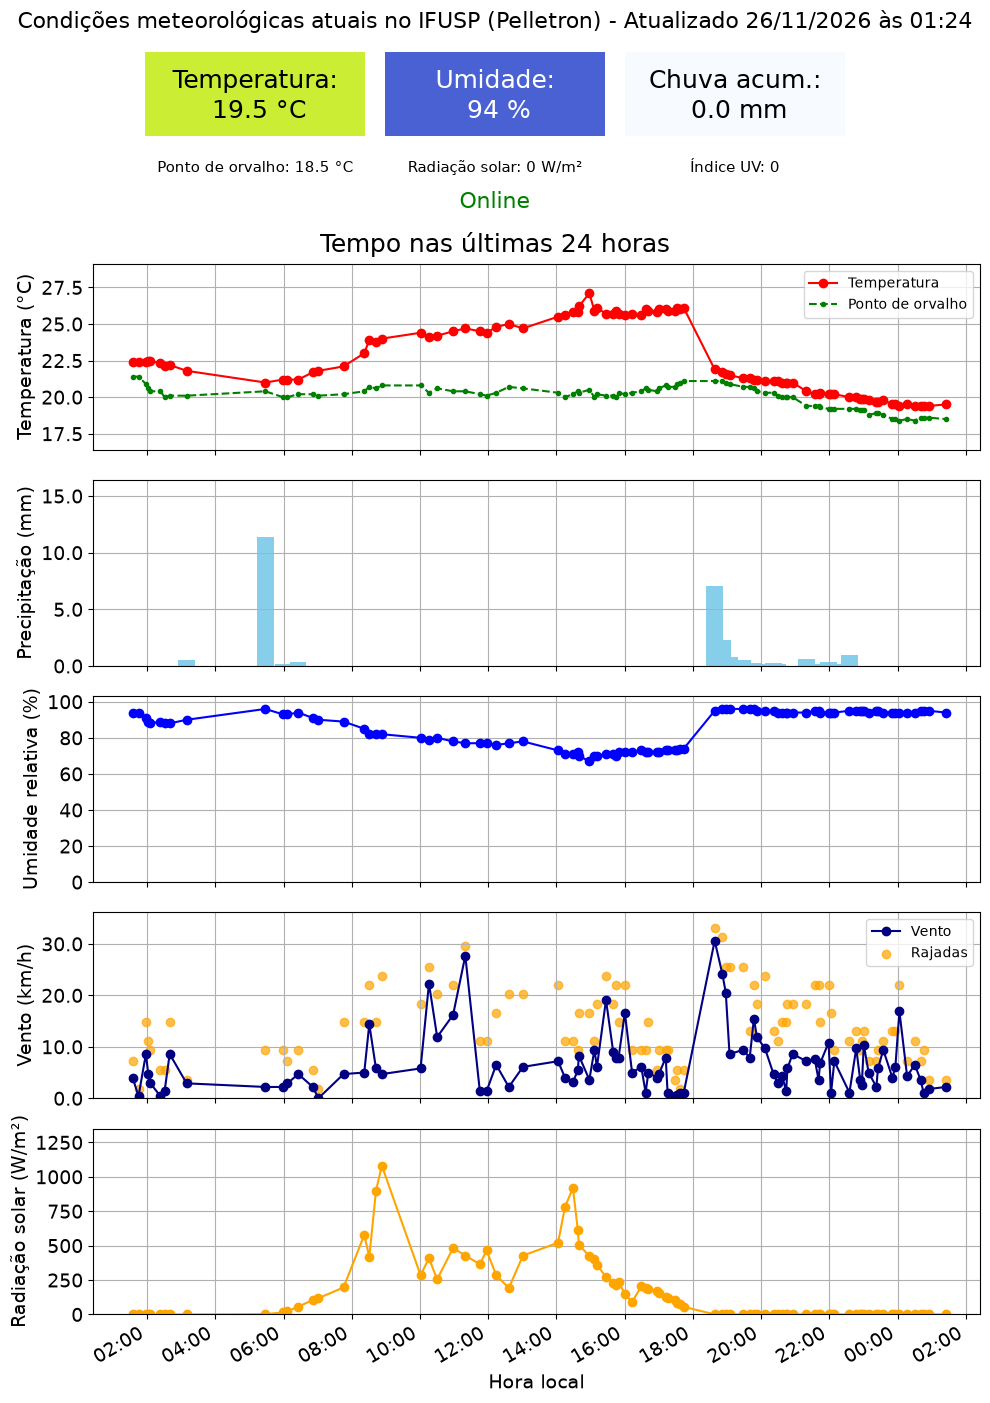 Condições meteorológicas atuais no IFUSP (Pelletron) - Atualizado 26/11/2026 às 01:24
Temperatura:
19.5 °C
Umidade:
94 %
Chuva acum.:
0.0 mm
Ponto de orvalho: 18.5 °C
Radiação solar: 0 W/m²
Índice UV: 0
Online
Tempo nas últimas 24 horas
Temperatura (°C)
27.5
25.0
22.5
20.0
17.5
Temperatura
Ponto de orvalho
Precipitação (mm)
15.0
10.0
5.0
0.0
Umidade relativa (%)
100
80
60
40
20
0
Vento (km/h)
30.0
20.0
10.0
0.0
Vento
Rajadas
Radiação solar (W/m²)
1250
1000
750
500
250
0
02:00 04:00 06:00 08:00 10:00 12:00 14:00 16:00 18:00 20:00 22:00 00:00 02:00
Hora local